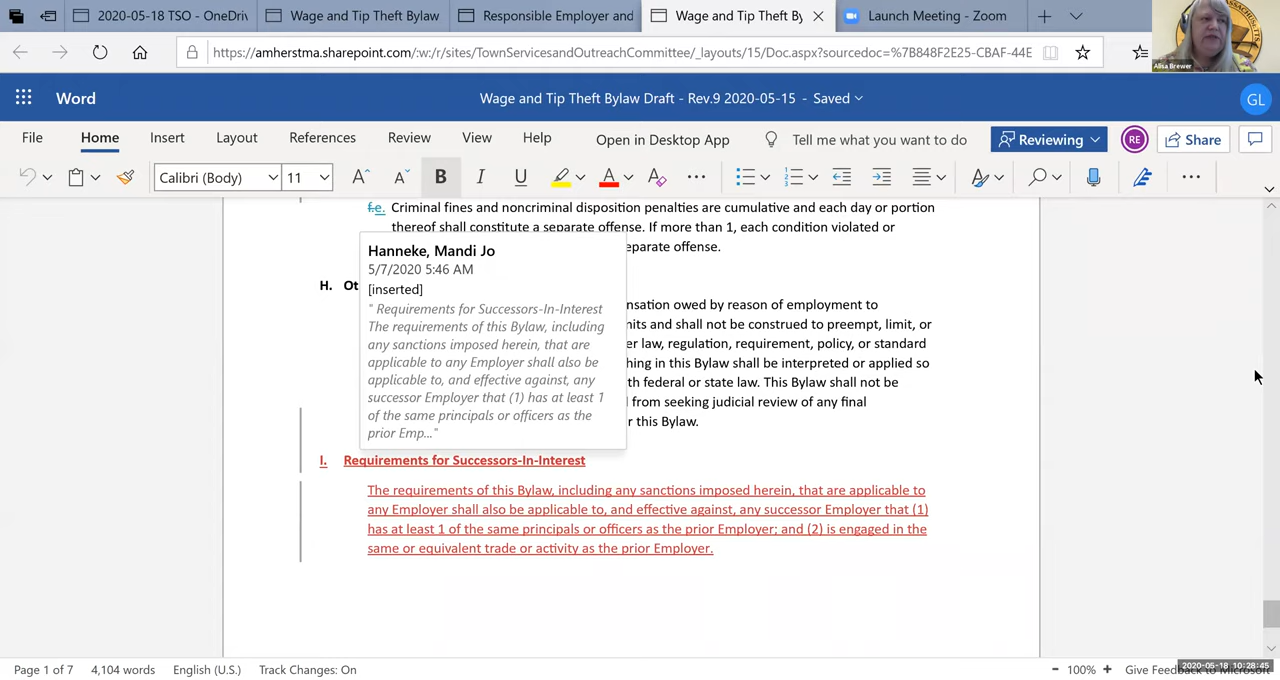 2020-05-18 TSO - OneDriv
Wage and Tip Theft Bylaw
Responsible Employer and
Wage and Tip Theft By
Launch Meeting - Zoom
https://amherstma.sharepoint.com/:w:/r/sites/TownServicesandOutreachCommittee/_layouts/15/Doc.aspx?sourcedoc=%7B848F2E25-CBAF-44E
Alisa Brewer
Word
Wage and Tip Theft Bylaw Draft - Rev.9 2020-05-15 - Saved
GL
File Home Insert Layout References Review View Help Open in Desktop App Tell me what you want to do Reviewing RE Share
Calibri (Body) 11 A A B I U A A
f.e. Criminal fines and noncriminal disposition penalties are cumulative and each day or portion
thereof shall constitute a separate offense. If more than 1, each condition violated or
eparate offense.
Hanneke, Mandi Jo
5/7/2020 5:46 AM
[inserted]
" Requirements for Successors-In-Interest
The requirements of this Bylaw, including
any sanctions imposed herein, that are
applicable to any Employer shall also be
applicable to, and effective against, any
successor Employer that (1) has at least 1
of the same principals or officers as the
prior Emp..."
H. Ot
nsation owed by reason of employment to
nits and shall not be construed to preempt, limit, or
er law, regulation, requirement, policy, or standard
hing in this Bylaw shall be interpreted or applied so
th federal or state law. This Bylaw shall not be
from seeking judicial review of any final
r this Bylaw.
I. Requirements for Successors-In-Interest
The requirements of this Bylaw, including any sanctions imposed herein, that are applicable to
any Employer shall also be applicable to, and effective against, any successor Employer that (1)
has at least 1 of the same principals or officers as the prior Employer; and (2) is engaged in the
same or equivalent trade or activity as the prior Employer.
Page 1 of 7 4,104 words English (U.S.) Track Changes: On
100% Give Feedback to Microsoft
2020-05-18 10:28:45